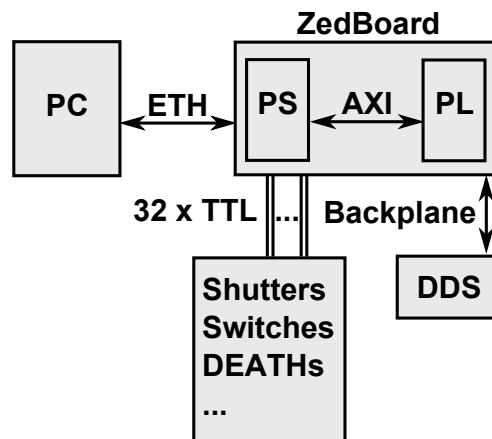 ZedBoard
PC
ETH
PS
AXI
PL
32 x TTL
...
Backplane
DDS
Shutters
Switches
DEATHs
...